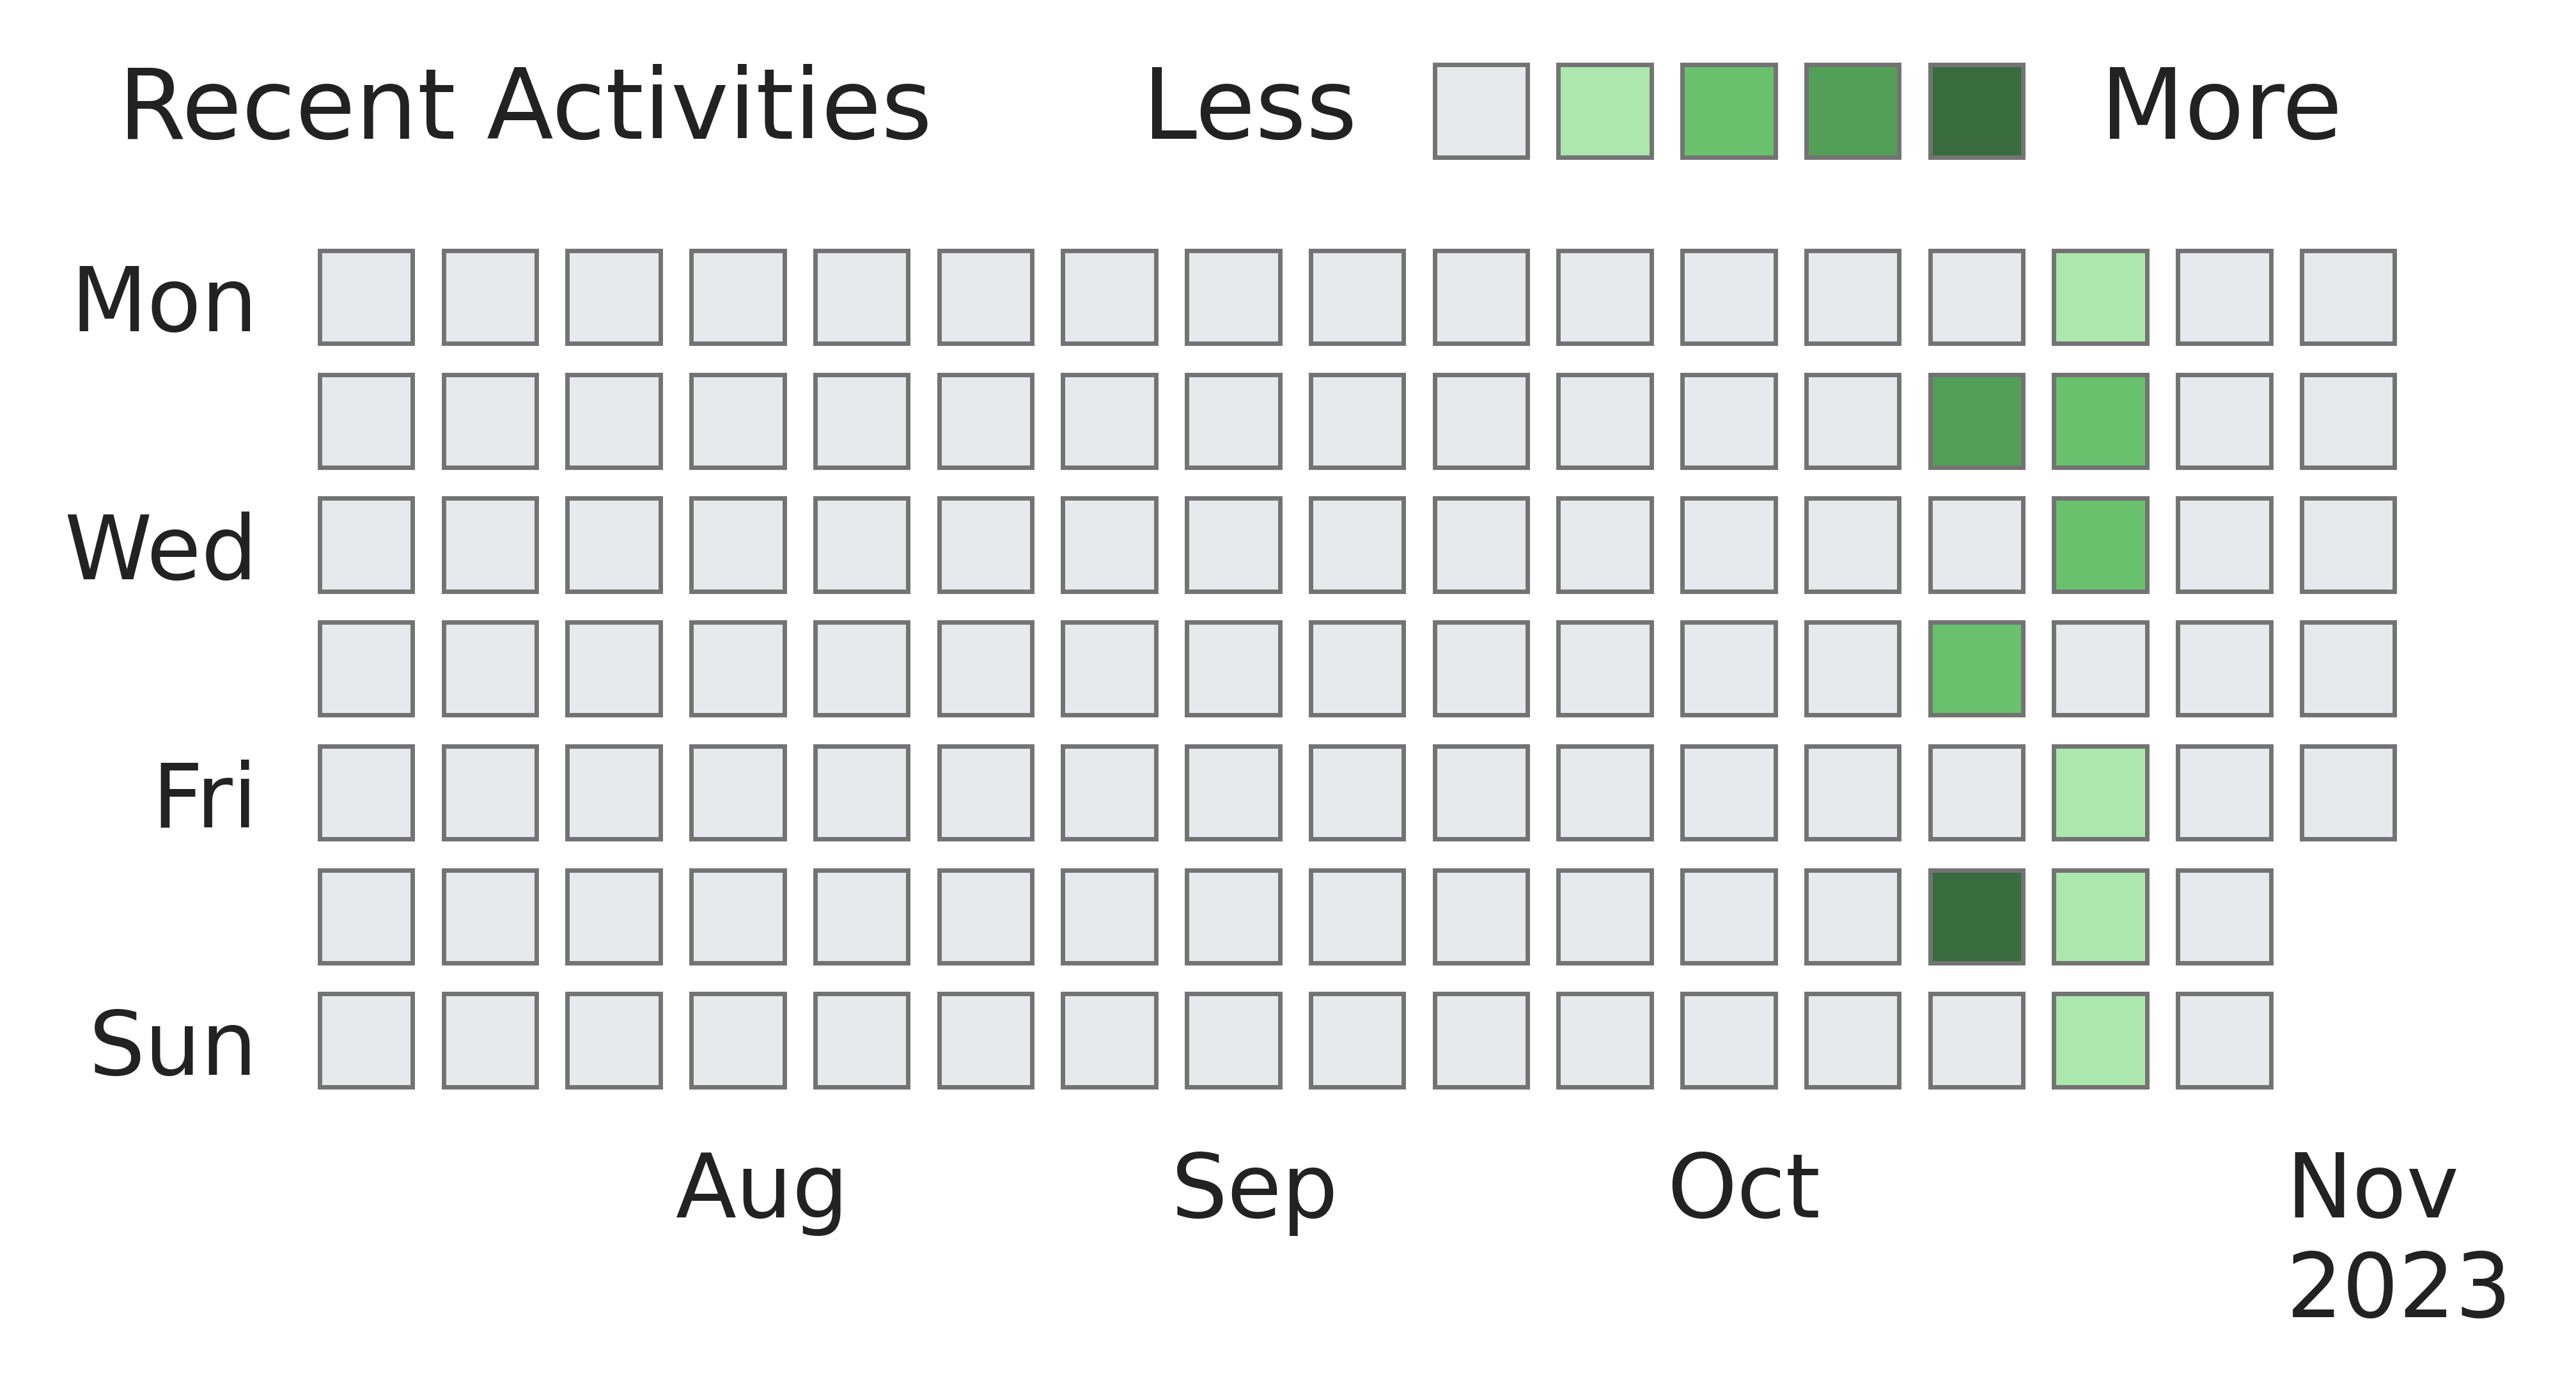 Recent Activities Less More
Mon
Wed
Fri
Sun
Aug Sep Oct Nov
2023